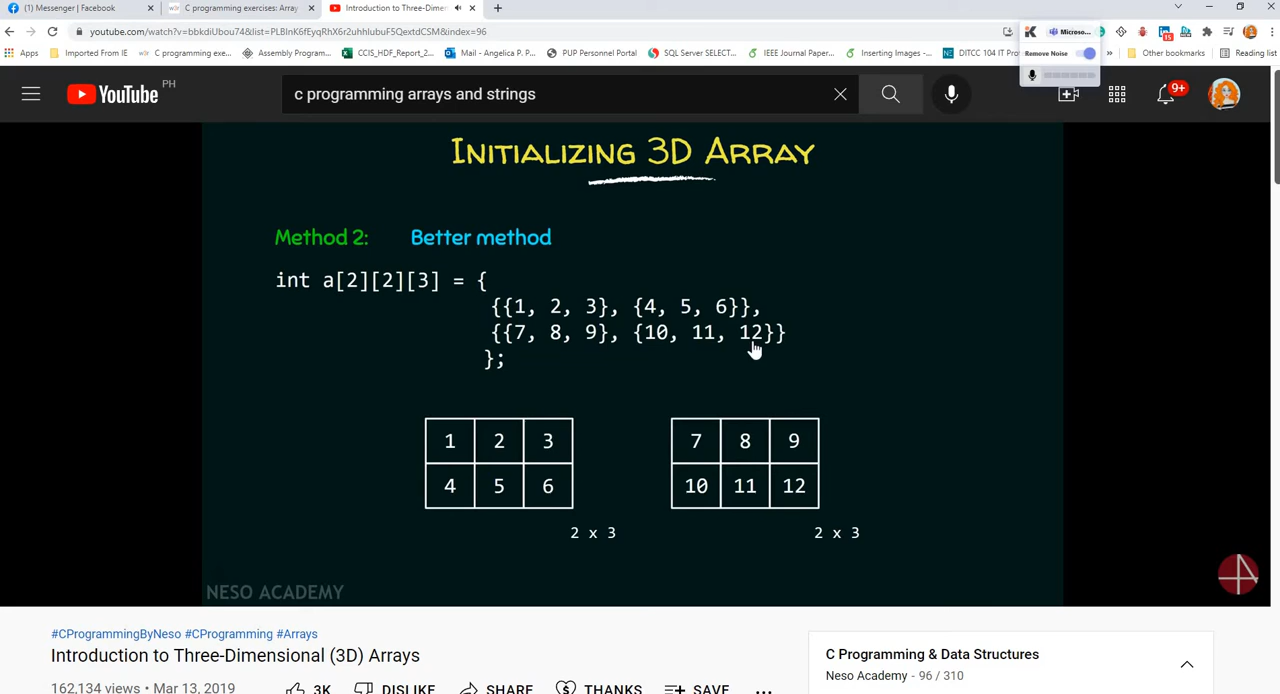 (1) Messenger | Facebook
C programming exercises: Array
Introduction to Three-Dimen
youtube.com/watch?v=bbkdiUbou74&list=PLBlnK6fEyqRhX6r2uhhlubuF5QextdCSM&index=96
Microso...
Apps
Imported From IE
C programming exe...
Assembly Program...
CCIS_HDF_Report_2...
Mail - Angelica P. P...
PUP Personnel Portal
SQL Server SELECT...
IEEE Journal Paper...
Inserting Images -...
DITCC 104 IT Pr
Remove Noise
»
Other bookmarks
Reading list
15
YouTube PH
c programming arrays and strings
9+
INITIALIZING 3D ARRAY
Method 2: Better method
int a[2][2][3] = {
{{1, 2, 3}, {4, 5, 6}},
{{7, 8, 9}, {10, 11, 12}}
};
1 2 3 7 8 9
4 5 6 10 11 12
2 x 3 2 x 3
NESO ACADEMY
#CProgrammingByNeso #CProgramming #Arrays
Introduction to Three-Dimensional (3D) Arrays
C Programming & Data Structures
Neso Academy - 96 / 310
162,134 views • Mar 13, 2019
3K DISLIKE SHARE THANKS SAVE ...